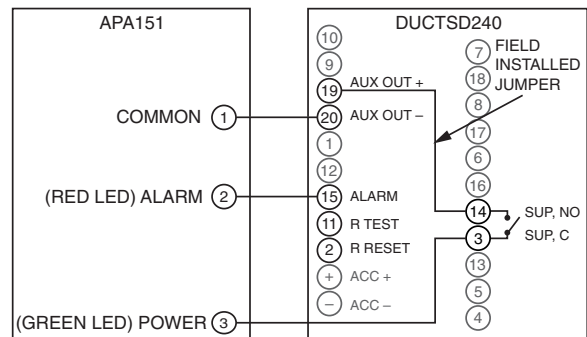 APA151
DUCTSD240
COMMON 1
(RED LED) ALARM 2
(GREEN LED) POWER 3
10
9
19 AUX OUT +
20 AUX OUT –
1
12
15 ALARM
11 R TEST
2 R RESET
+ ACC +
– ACC –
FIELD
INSTALLED
JUMPER
7
18
8
17
6
16
14 SUP, NO
3 SUP, C
13
5
4